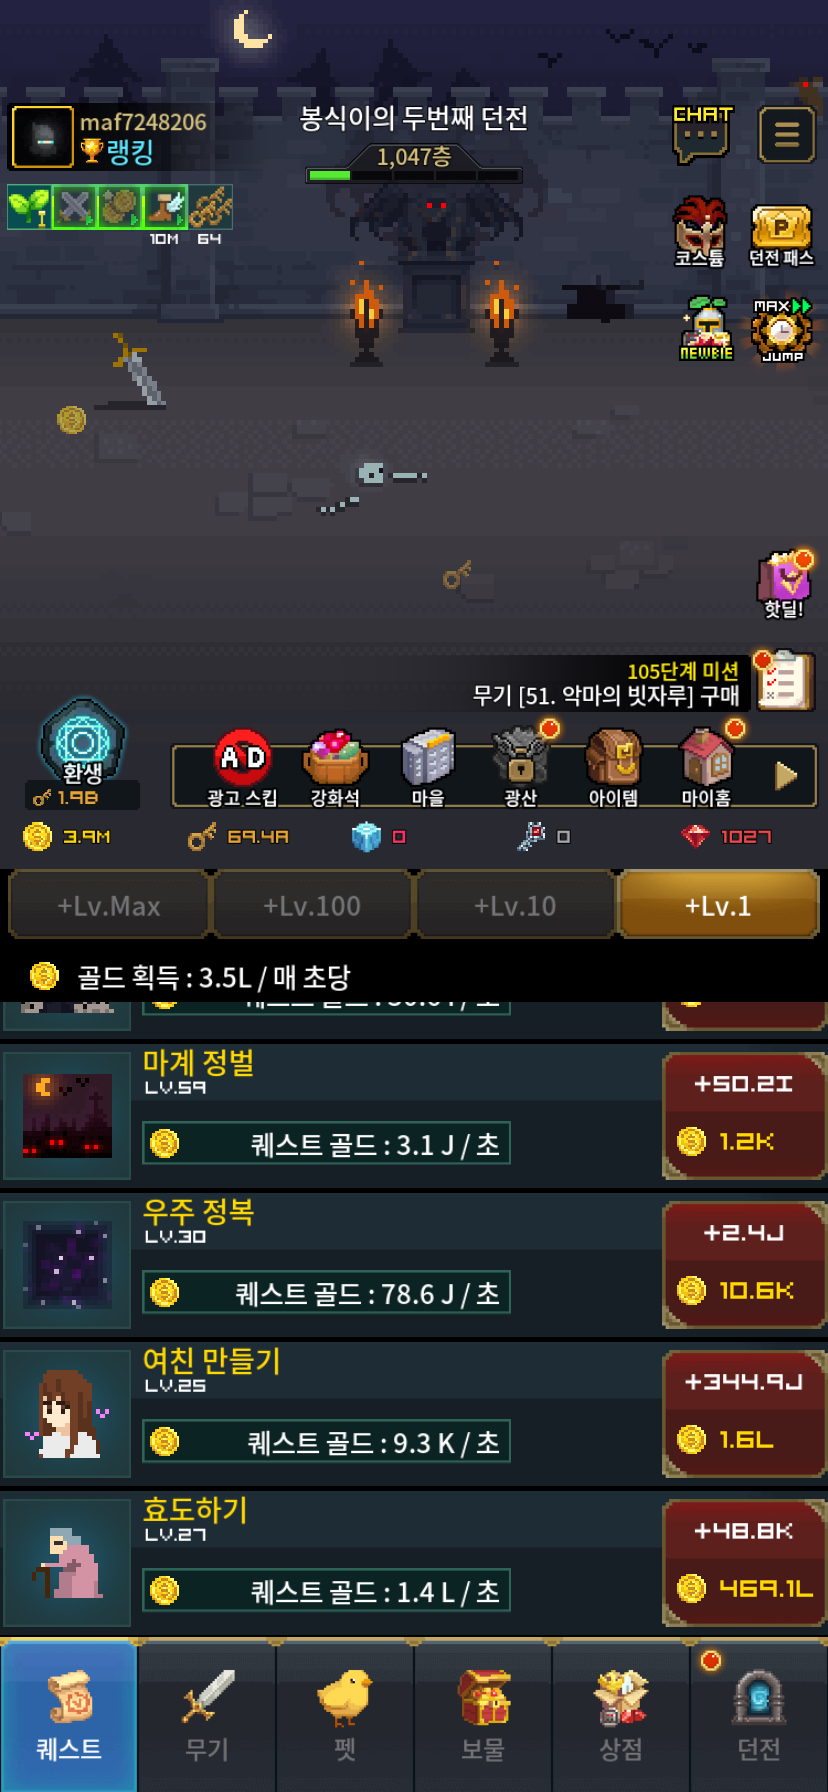 maf7248206
랭킹
10M 64
봉식이의 두번째 던전
1,047층
CHAT
코스튬
P
던전 패스
NEWBIE
MAX
JUMP
핫딜!
105단계 미션
무기 [51. 악마의 빗자루] 구매
환생
1.9B
AD
광고 스킵
강화석
마을
광산
아이템
마이홈
3.9M
69.4A
0
0
1027
+Lv.Max
+Lv.100
+Lv.10
+Lv.1
골드 획득 : 3.5L / 매 초당
마계 정벌
LV.59
퀘스트 골드 : 3.1 J / 초
+50.2I
1.2K
우주 정복
LV.30
퀘스트 골드 : 78.6 J / 초
+2.4J
10.6K
여친 만들기
LV.25
퀘스트 골드 : 9.3 K / 초
+344.9J
1.6L
효도하기
LV.27
퀘스트 골드 : 1.4 L / 초
+48.8K
469.1L
퀘스트
무기
펫
보물
상점
던전